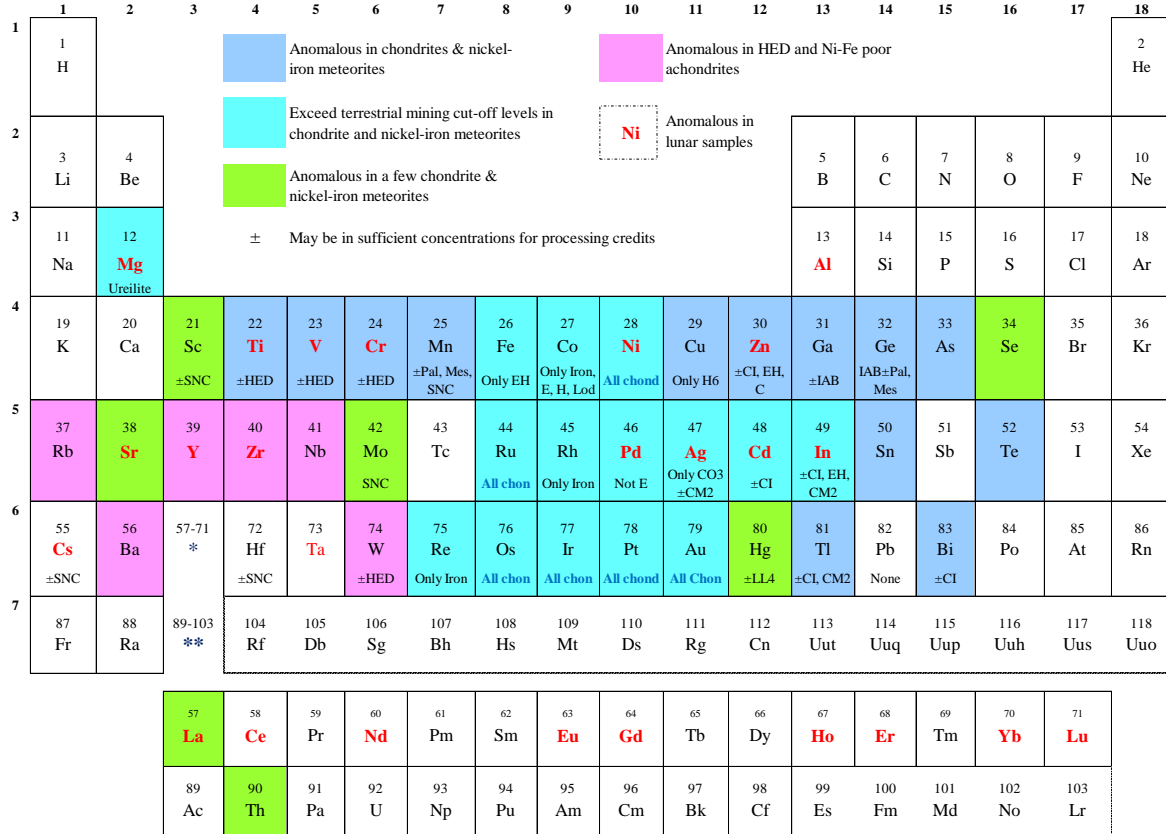 1 2 3 4 5 6 7 8 9 10 11 12 13 14 15 16 17 18
1
1
H
Anomalous in chondrites & nickel-
iron meteorites
Anomalous in HED and Ni-Fe poor
achondrites
2
He
Exceed terrestrial mining cut-off levels in
chondrite and nickel-iron meteorites
Ni
Anomalous in
lunar samples
Anomalous in a few chondrite &
nickel-iron meteorites
2
3 4 5 6 7 8 9 10
Li Be B C N O F Ne
3
± May be in sufficient concentrations for processing credits
11 12 13 14 15 16 17 18
Na Mg Al Si P S Cl Ar
Ureilite
4
19 20 21 22 23 24 25 26 27 28 29 30 31 32 33 34 35 36
K Ca Sc Ti V Cr Mn Fe Co Ni Cu Zn Ga Ge As Se Br Kr
±SNC ±HED ±HED ±HED ±Pal, Mes, SNC Only EH Only Iron, E, H, Lod All chond Only H6 ±CI, EH, C ±IAB IAB±Pal, Mes
5
37 38 39 40 41 42 43 44 45 46 47 48 49 50 51 52 53 54
Rb Sr Y Zr Nb Mo Tc Ru Rh Pd Ag Cd In Sn Sb Te I Xe
SNC All chon Only Iron Not E Only CO3 ±CM2 ±CI ±CI, EH, CM2
6
55 56 57-71 72 73 74 75 76 77 78 79 80 81 82 83 84 85 86
Cs Ba * Hf Ta W Re Os Ir Pt Au Hg Tl Pb Bi Po At Rn
±SNC ±SNC ±HED Only Iron All chon All chon All chond All Chon ±LL4 ±CI, CM2 None ±CI
7
87 88 89-103 104 105 106 107 108 109 110 111 112 113 114 115 116 117 118
Fr Ra ** Rf Db Sg Bh Hs Mt Ds Rg Cn Uut Uuq Uup Uuh Uus Uuo
57 58 59 60 61 62 63 64 65 66 67 68 69 70 71
La Ce Pr Nd Pm Sm Eu Gd Tb Dy Ho Er Tm Yb Lu
89 90 91 92 93 94 95 96 97 98 99 100 101 102 103
Ac Th Pa U Np Pu Am Cm Bk Cf Es Fm Md No Lr